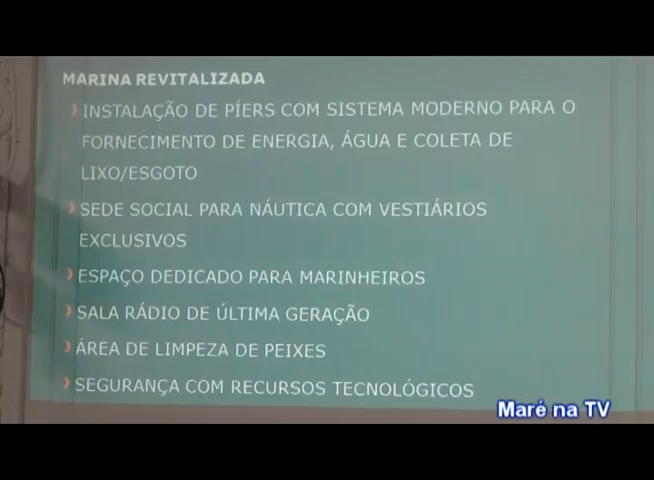 MARINA REVITALIZADA
INSTALAÇÃO DE PÍERS COM SISTEMA MODERNO PARA O
FORNECIMENTO DE ENERGIA, ÁGUA E COLETA DE
LIXO/ESGOTO
SEDE SOCIAL PARA NÁUTICA COM VESTIÁRIOS
EXCLUSIVOS
ESPAÇO DEDICADO PARA MARINHEIROS
SALA RÁDIO DE ÚLTIMA GERAÇÃO
ÁREA DE LIMPEZA DE PEIXES
SEGURANÇA COM RECURSOS TECNOLÓGICOS
Maré na TV